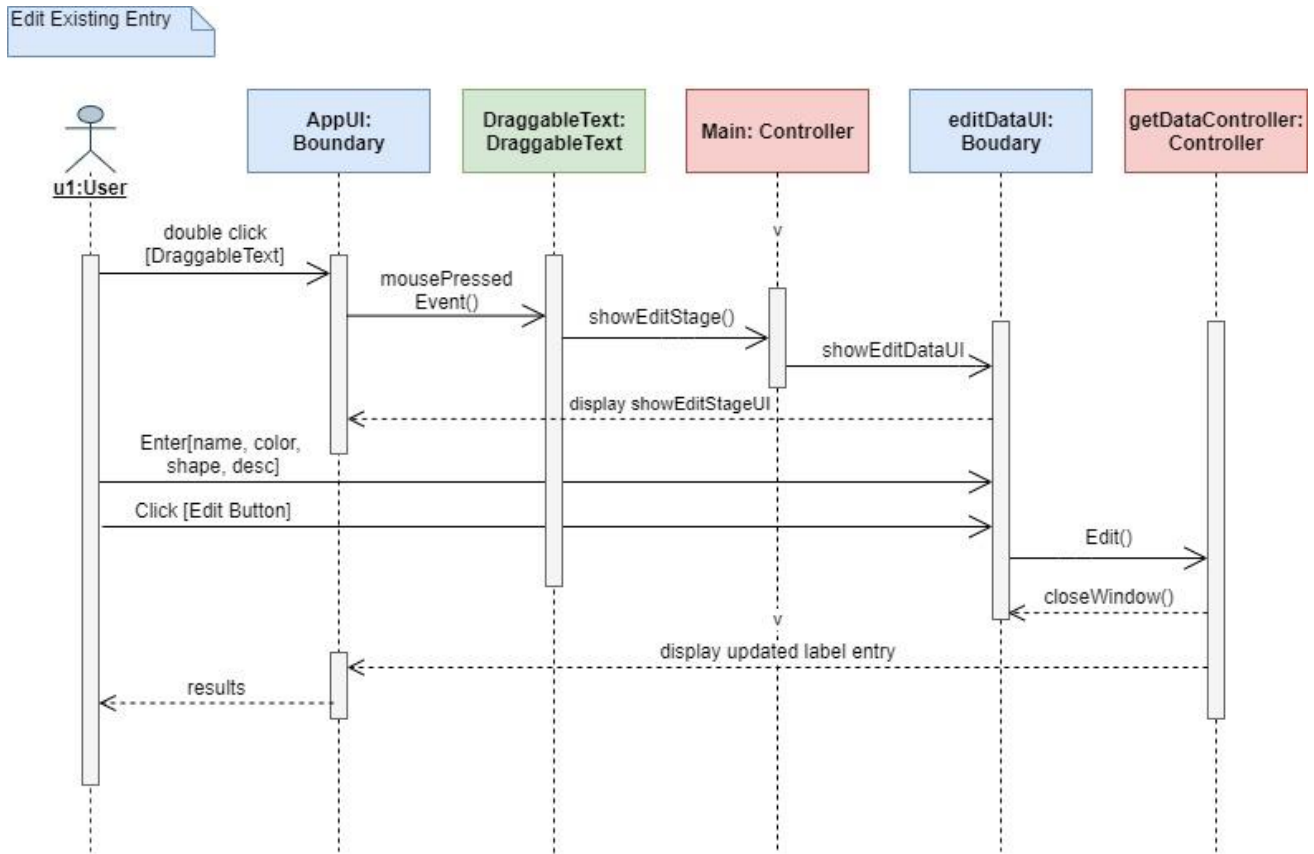 Edit Existing Entry
AppUI:
Boundary
DraggableText:
DraggableText
Main: Controller
editDataUI:
Boudary
getDataController:
Controller
u1:User
v
double click
[DraggableText]
mousePressed
Event()
showEditStage()
showEditDataUI
display showEditStageUI
Enter[name, color,
shape, desc]
Click [Edit Button]
Edit()
closeWindow()
v
display updated label entry
results